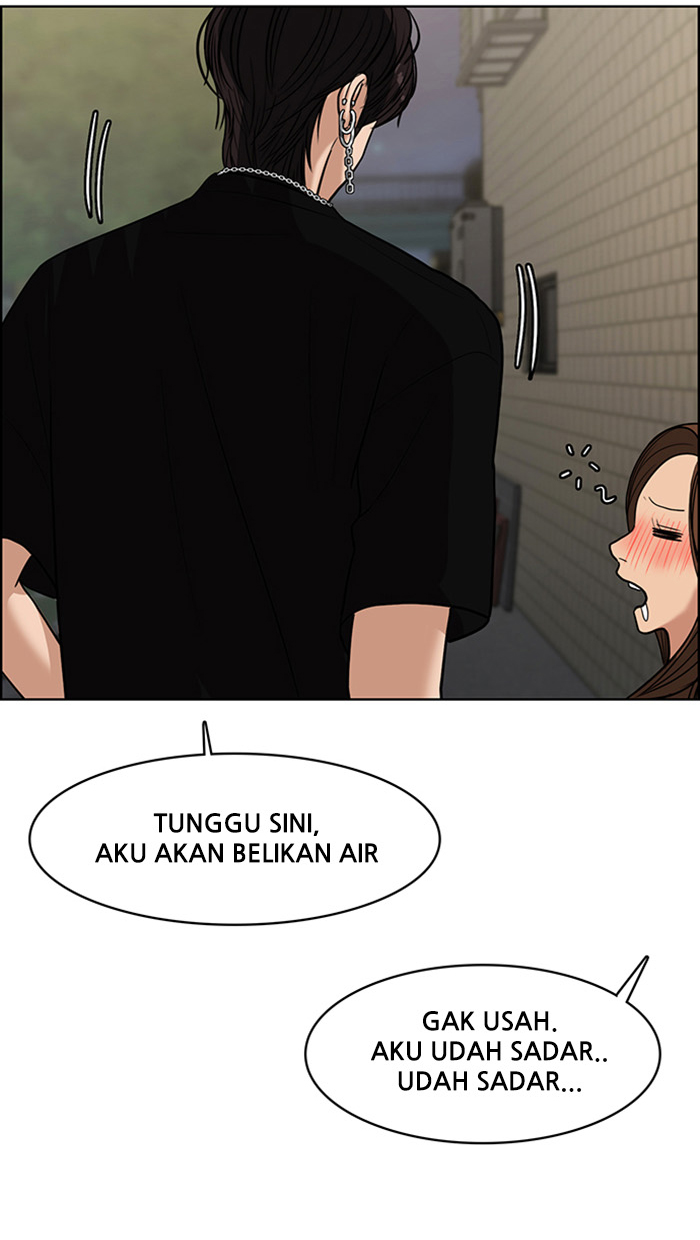 TUNGGU SINI,
AKU AKAN BELIKAN AIR
GAK USAH.
AKU UDAH SADAR..
UDAH SADAR...